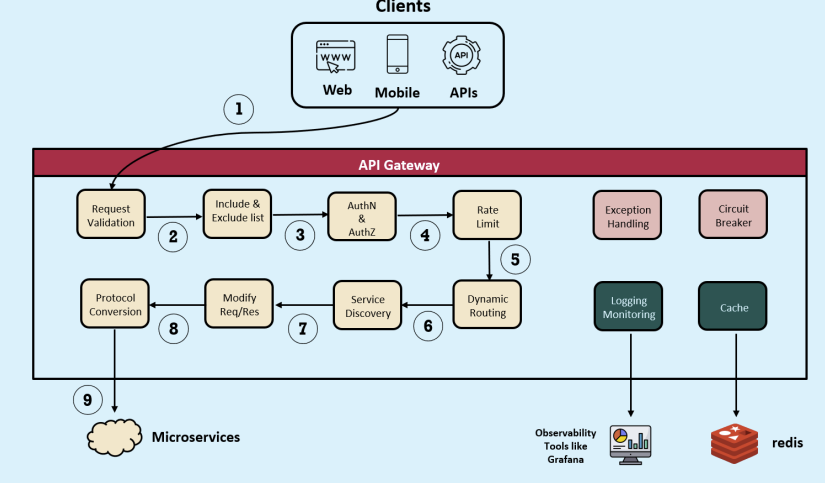 Clients
WWW
API
Web
Mobile
APIs
1
API Gateway
Request
Validation
2
Include &
Exclude list
3
AuthN
&
AuthZ
4
Rate
Limit
Exception
Handling
Circuit
Breaker
5
Protocol
Conversion
8
Modify
Req/Res
7
Service
Discovery
6
Dynamic
Routing
Logging
Monitoring
Cache
9
Microservices
Observability
Tools like
Grafana
redis